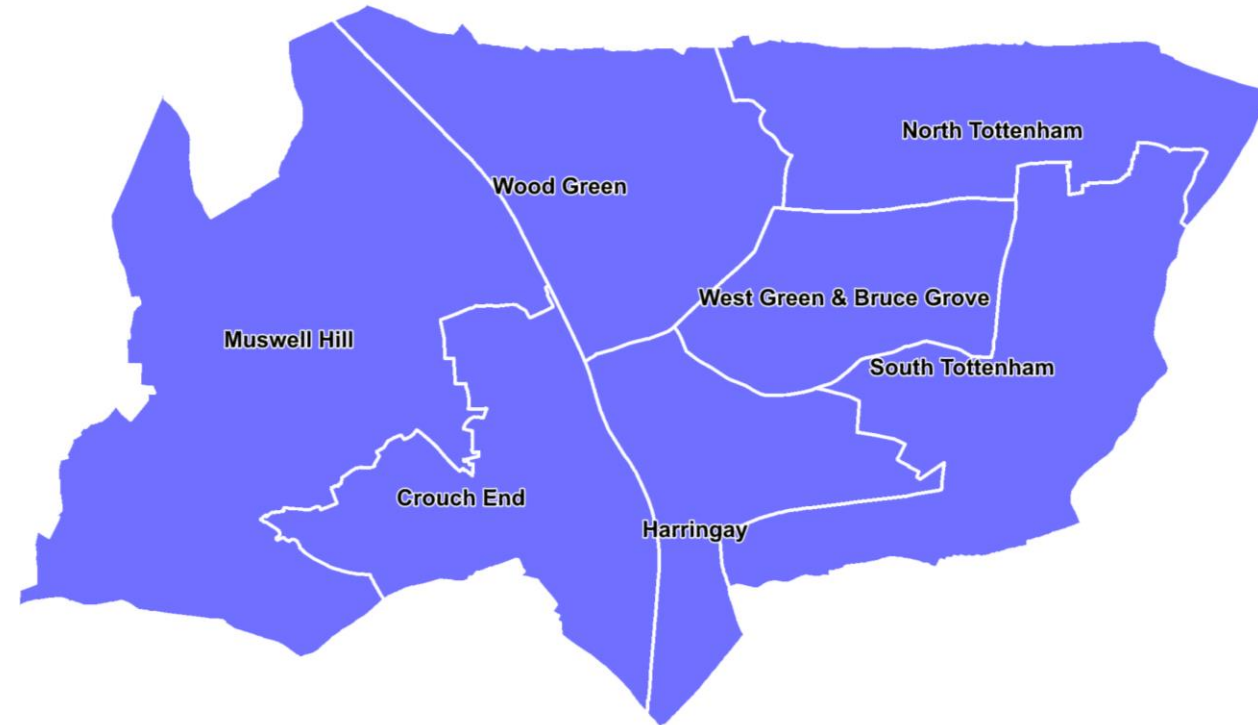 North Tottenham
Wood Green
West Green & Bruce Grove
Muswell Hill
South Tottenham
Crouch End
Harringay